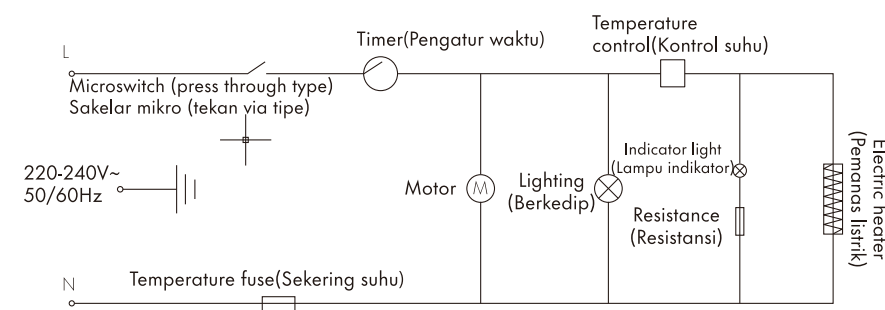 Temperature
control(Kontrol suhu)
Timer(Pengatur waktu)
L
Microswitch (press through type)
Sakelar mikro (tekan via tipe)
220-240V~
50/60Hz
Motor
M
Lighting
(Berkedip)
Indicator light
(Lampu indikator)
Resistance
(Resistansi)
Electric heater
(Pemanas listrik)
N
Temperature fuse(Sekering suhu)